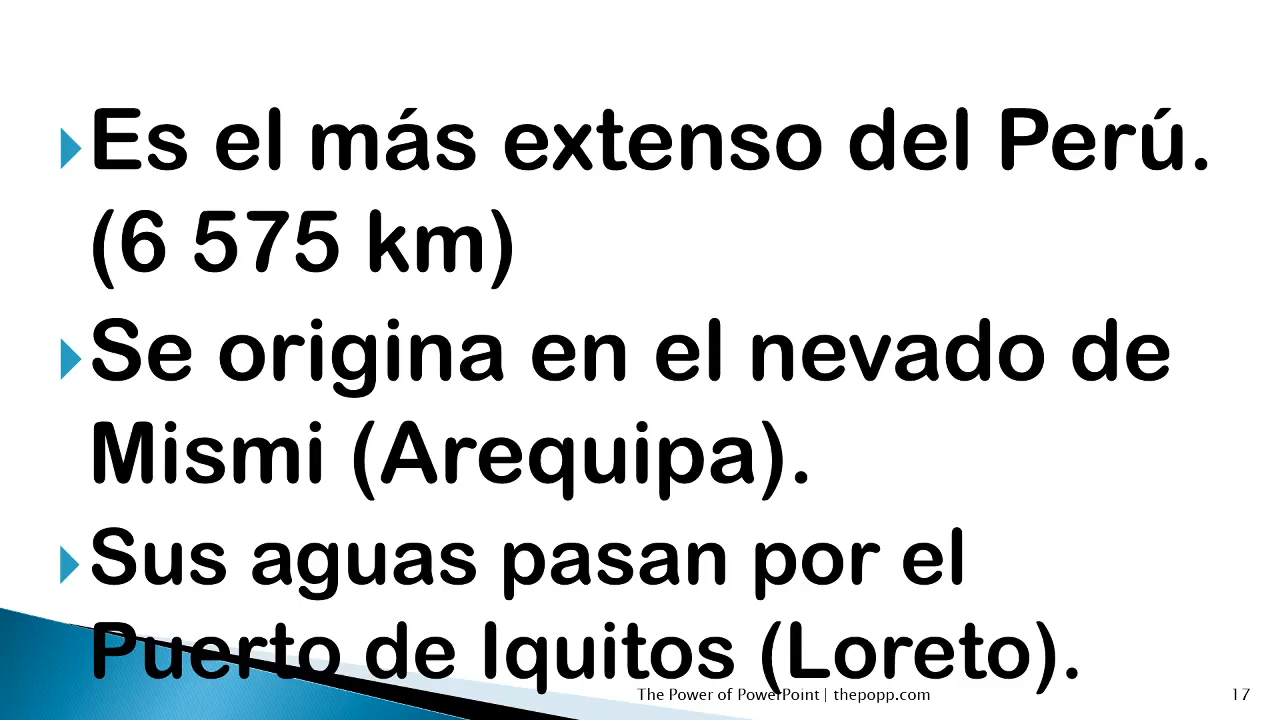 Es el más extenso del Perú.
(6 575 km)
Se origina en el nevado de
Mismi (Arequipa).
Sus aguas pasan por el
Puerto de Iquitos (Loreto).
The Power of PowerPoint | thepopp.com
17